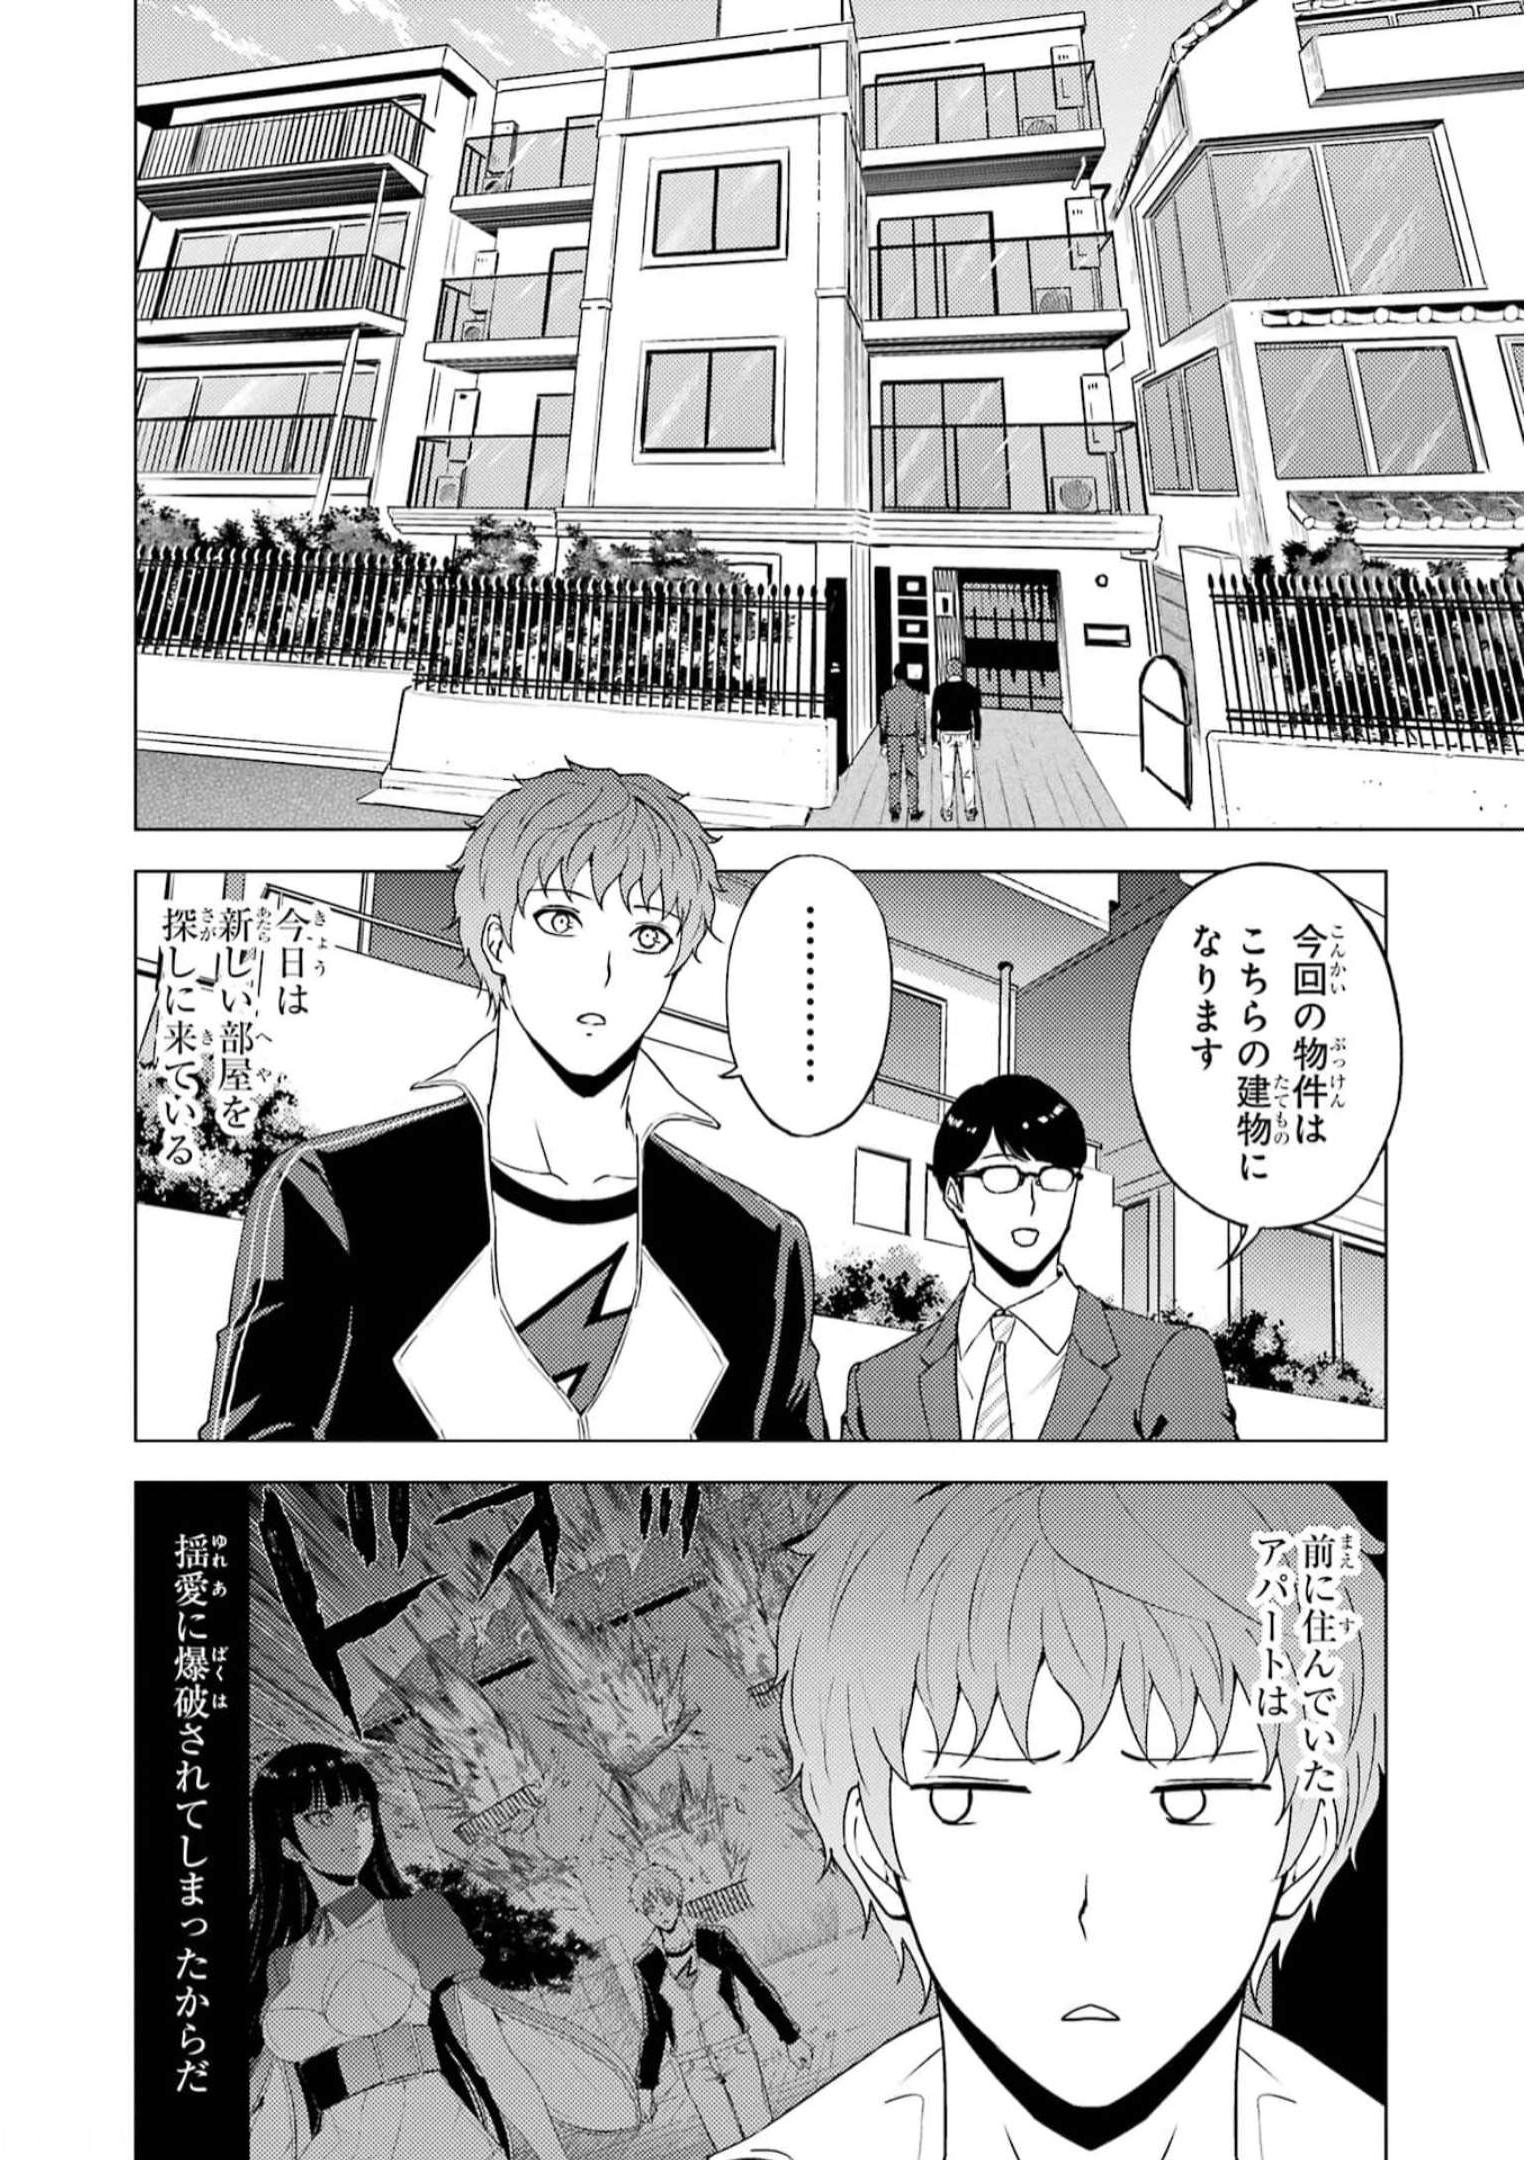 今回の物件は
こちらの建物に
なります
…………
今日は
新しい部屋を
探しに来ている
前に住んでいた
アパートは
揺愛に爆破されてしまったからだ